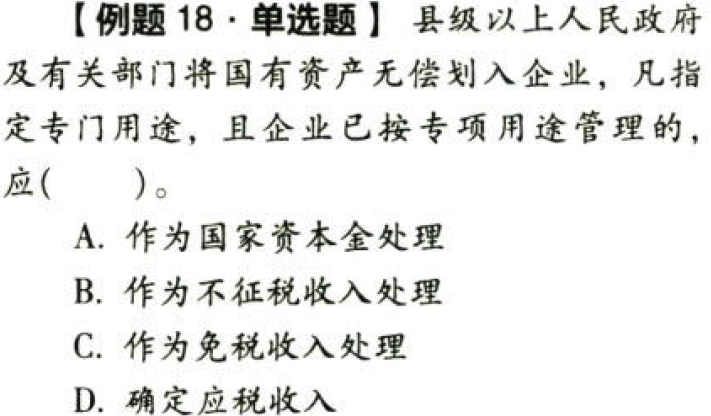 【例题 18·单选题】 县级以上人民政府
及有关部门将国有资产无偿划入企业，凡指
定专门用途，且企业已按专项用途管理的，
应(　　)。
A. 作为国家资本金处理
B. 作为不征税收入处理
C. 作为免税收入处理
D. 确定应税收入